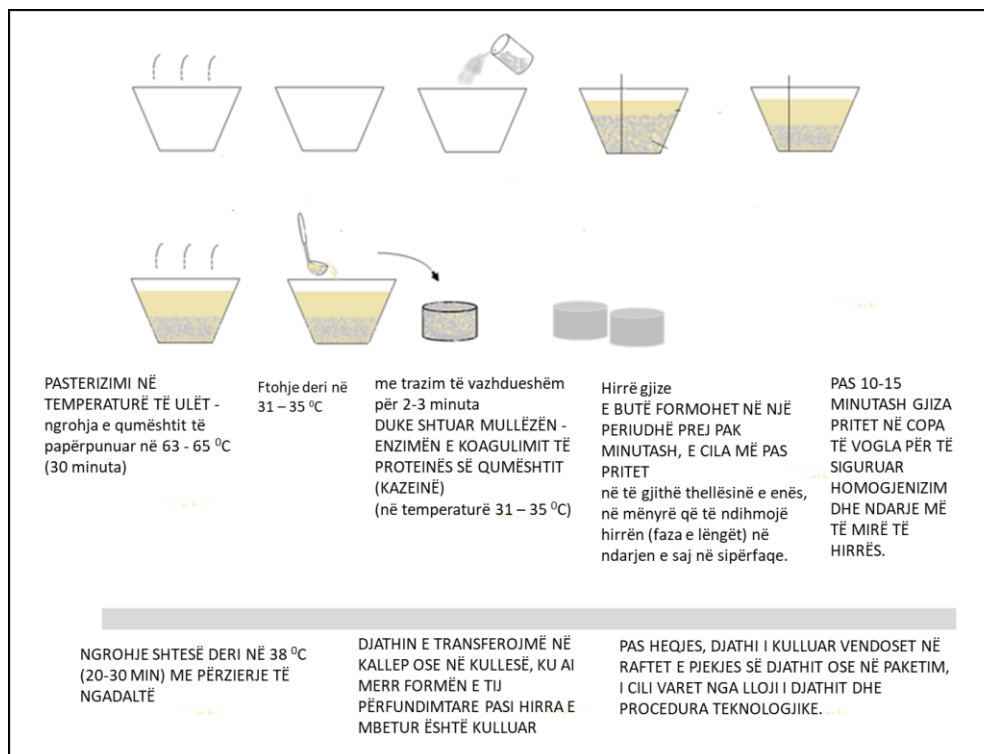 PASTERIZIMI NË
TEMPERATURË TË ULËT -
ngrohja e qumështit të
papërpunuar në 63 - 65 ⁰C
(30 minuta)
Ftohje deri në
31 – 35 ⁰C
me trazim të vazhdueshëm
për 2-3 minuta
DUKE SHTUAR MULLËZËN -
ENZIMËN E KOAGULIMIT TË
PROTEINËS SË QUMËSHTIT
(KAZEINË)
(në temperaturë 31 – 35 ⁰C)
Hirrë gjize
E BUTË FORMOHET NË NJË
PERIUDHË PREJ PAK
MINUTASH, E CILA MË PAS
PRITET
në të gjithë thellësinë e enës,
në mënyrë që të ndihmojë
hirrën (faza e lëngët) në
ndarjen e saj në sipërfaqe.
PAS 10-15
MINUTASH GJIZA
PRITET NË COPA
TË VOGLA PËR TË
SIGURUAR
HOMOGJENIZIM
DHE NDARJE MË
TË MIRË TË
HIRRËS.
NGROHJE SHTESË DERI NË 38 ⁰C
(20-30 MIN) ME PËRZIERJE TË
NGADALTË
DJATHIN E TRANSFEROJMË NË
KALLEP OSE NË KULLESË, KU AI
MERR FORMËN E TIJ
PËRFUNDIMTARE PASI HIRRA E
MBETUR ËSHTË KULLUAR
PAS HEQJES, DJATHI I KULLUAR VENDOSET NË
RAFTET E PJEKJES SË DJATHIT OSE NË PAKETIM,
I CILI VARET NGA LLOJI I DJATHIT DHE
PROCEDURA TEKNOLOGJIKE.